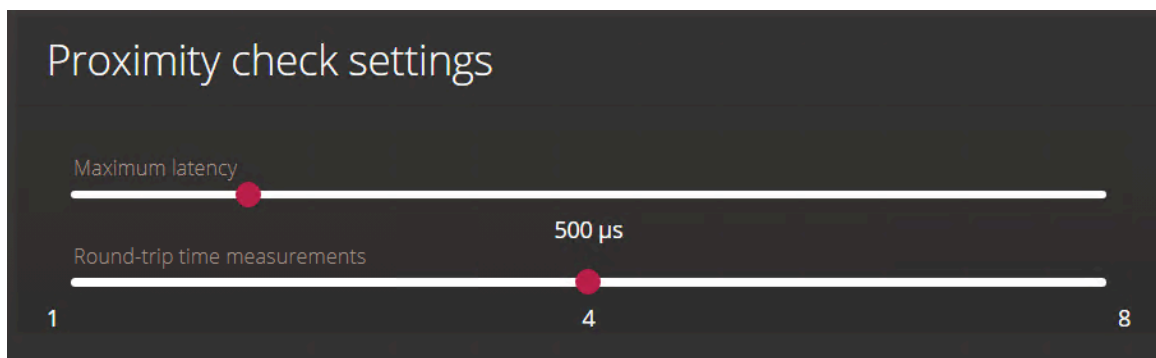 Proximity check settings
Maximum latency
500 µs
Round-trip time measurements
1 4 8